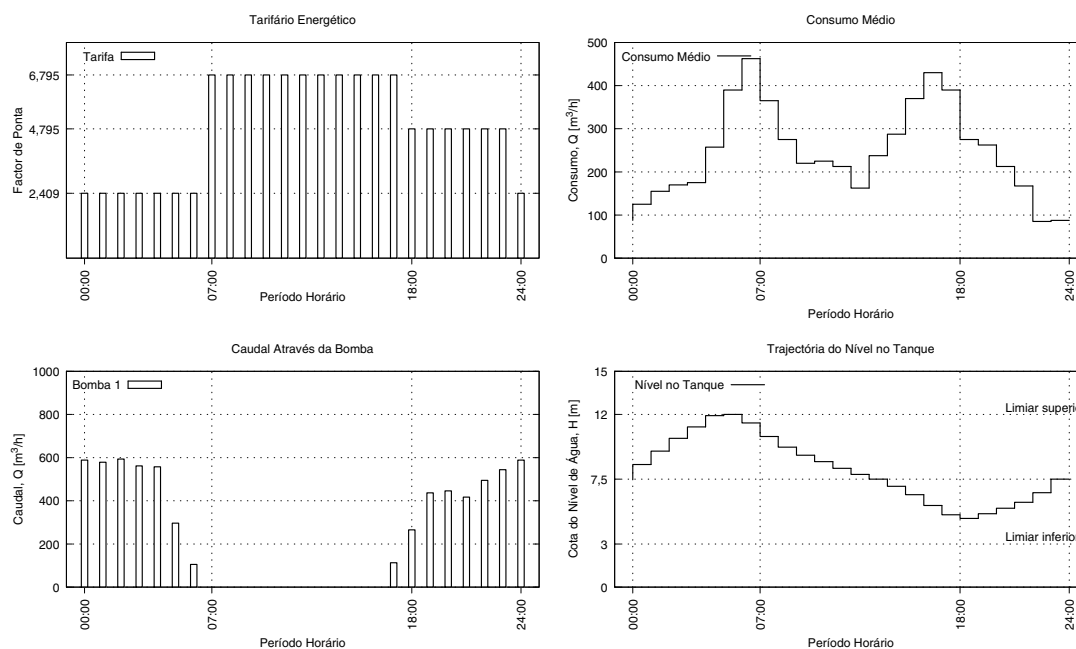 Tarifário Energético
Tarifa
6,795
4,795
2,409
Factor de Ponta
00:00
07:00
18:00
24:00
Período Horário
Consumo Médio
Consumo Médio
500
400
300
200
100
0
Consumo, Q [m³/h]
00:00
07:00
18:00
24:00
Período Horário
Caudal Através da Bomba
Bomba 1
1000
800
600
400
200
0
Caudal, Q [m³/h]
00:00
07:00
18:00
24:00
Período Horário
Trajectória do Nível no Tanque
Nível no Tanque
15
12
7,5
3
0
Cota do Nível de Água, H [m]
Limiar superio
Limiar inferio
00:00
07:00
18:00
24:00
Período Horário